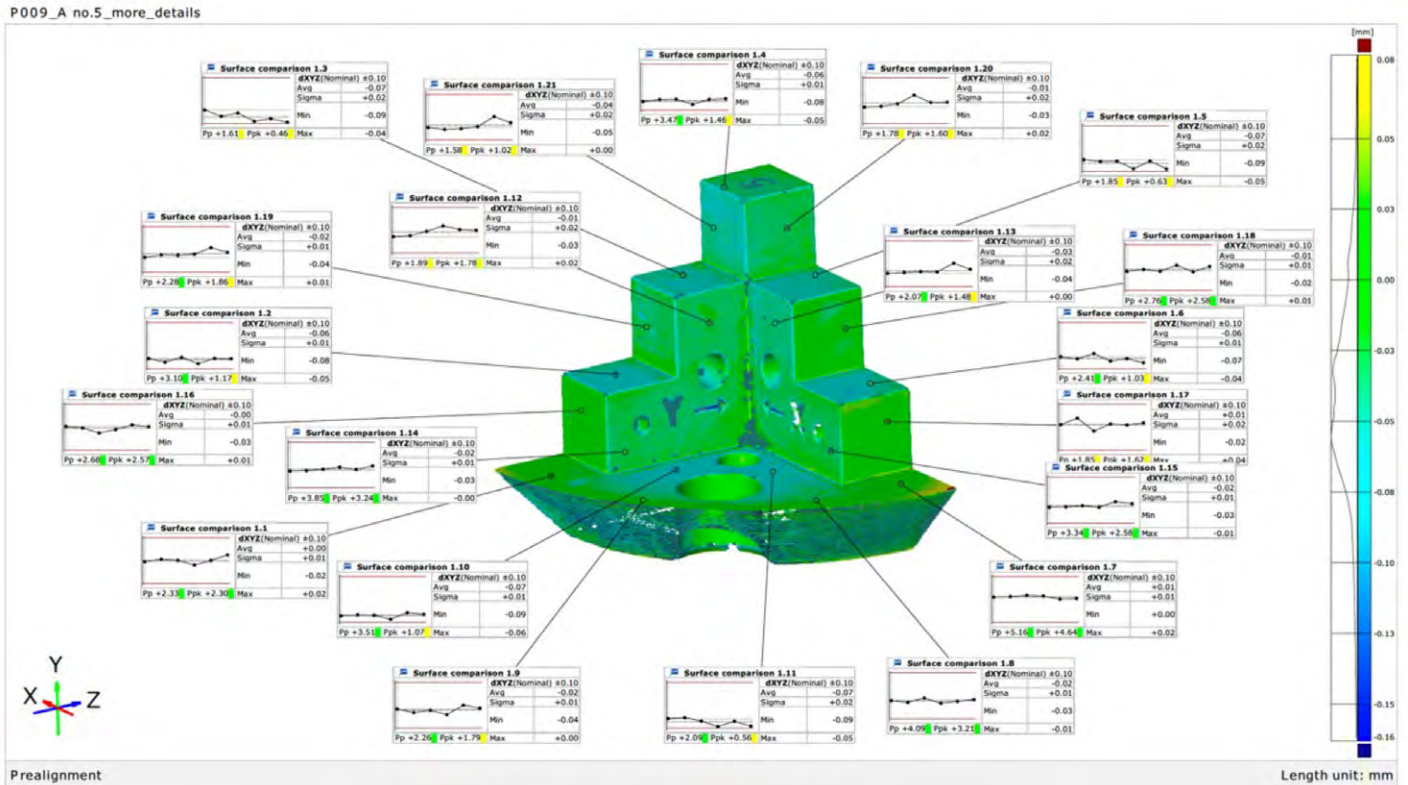 P009_A no.5_more_details
[mm]
0.08
0.05
0.03
0.00
-0.03
-0.05
-0.08
-0.10
-0.13
-0.15
-0.16
Surface comparison 1.3
dXYZ(Nominal) ±0.10
Avg -0.07
Sigma +0.02
Min -0.09
Pp +1.61 Ppk +0.46 Max -0.04
Surface comparison 1.21
dXYZ(Nominal) ±0.10
Avg -0.04
Sigma +0.02
Min -0.05
Pp +1.58 Ppk +1.02 Max +0.00
Surface comparison 1.4
dXYZ(Nominal) ±0.10
Avg -0.06
Sigma +0.01
Min -0.08
Pp +3.47 Ppk +1.46 Max -0.05
Surface comparison 1.20
dXYZ(Nominal) ±0.10
Avg -0.01
Sigma +0.02
Min -0.03
Pp +1.78 Ppk +1.60 Max +0.02
Surface comparison 1.5
dXYZ(Nominal) ±0.10
Avg -0.07
Sigma +0.02
Min -0.09
Pp +1.85 Ppk +0.63 Max -0.05
Surface comparison 1.19
dXYZ(Nominal) ±0.10
Avg -0.02
Sigma +0.01
Min -0.04
Pp +2.28 Ppk +1.86 Max +0.01
Surface comparison 1.12
dXYZ(Nominal) ±0.10
Avg -0.01
Sigma +0.02
Min -0.03
Pp +1.89 Ppk +1.78 Max +0.02
Surface comparison 1.13
dXYZ(Nominal) ±0.10
Avg -0.03
Sigma +0.02
Min -0.04
Pp +2.07 Ppk +1.48 Max +0.00
Surface comparison 1.18
dXYZ(Nominal) ±0.10
Avg -0.01
Sigma +0.01
Min -0.02
Pp +2.76 Ppk +2.58 Max +0.01
Surface comparison 1.2
dXYZ(Nominal) ±0.10
Avg -0.06
Sigma +0.01
Min -0.08
Pp +3.10 Ppk +1.17 Max -0.05
Surface comparison 1.6
dXYZ(Nominal) ±0.10
Avg -0.06
Sigma +0.01
Min -0.07
Pp +2.41 Ppk +1.03 Max -0.04
Surface comparison 1.16
dXYZ(Nominal) ±0.10
Avg -0.00
Sigma +0.01
Min -0.03
Pp +2.68 Ppk +2.57 Max +0.01
Surface comparison 1.17
dXYZ(Nominal) ±0.10
Avg +0.01
Sigma +0.02
Min -0.02
Pp +1.85 Ppk +1.62 Max +0.04
Surface comparison 1.14
dXYZ(Nominal) ±0.10
Avg -0.02
Sigma +0.01
Min -0.03
Pp +3.85 Ppk +3.24 Max -0.00
Surface comparison 1.15
dXYZ(Nominal) ±0.10
Avg -0.02
Sigma +0.01
Min -0.03
Pp +3.34 Ppk +2.58 Max -0.01
Surface comparison 1.1
dXYZ(Nominal) ±0.10
Avg +0.00
Sigma +0.01
Min -0.02
Pp +2.33 Ppk +2.30 Max +0.02
Surface comparison 1.10
dXYZ(Nominal) ±0.10
Avg -0.07
Sigma +0.01
Min -0.09
Pp +3.51 Ppk +1.07 Max -0.06
Surface comparison 1.7
dXYZ(Nominal) ±0.10
Avg +0.01
Sigma +0.01
Min +0.00
Pp +5.16 Ppk +4.64 Max +0.02
Surface comparison 1.9
dXYZ(Nominal) ±0.10
Avg -0.02
Sigma +0.01
Min -0.04
Pp +2.26 Ppk +1.79 Max +0.00
Surface comparison 1.11
dXYZ(Nominal) ±0.10
Avg -0.07
Sigma +0.02
Min -0.09
Pp +2.09 Ppk +0.56 Max -0.05
Surface comparison 1.8
dXYZ(Nominal) ±0.10
Avg -0.02
Sigma +0.01
Min -0.03
Pp +4.09 Ppk +3.21 Max -0.01
Y
Y
X
Z
Prealignment
Length unit: mm